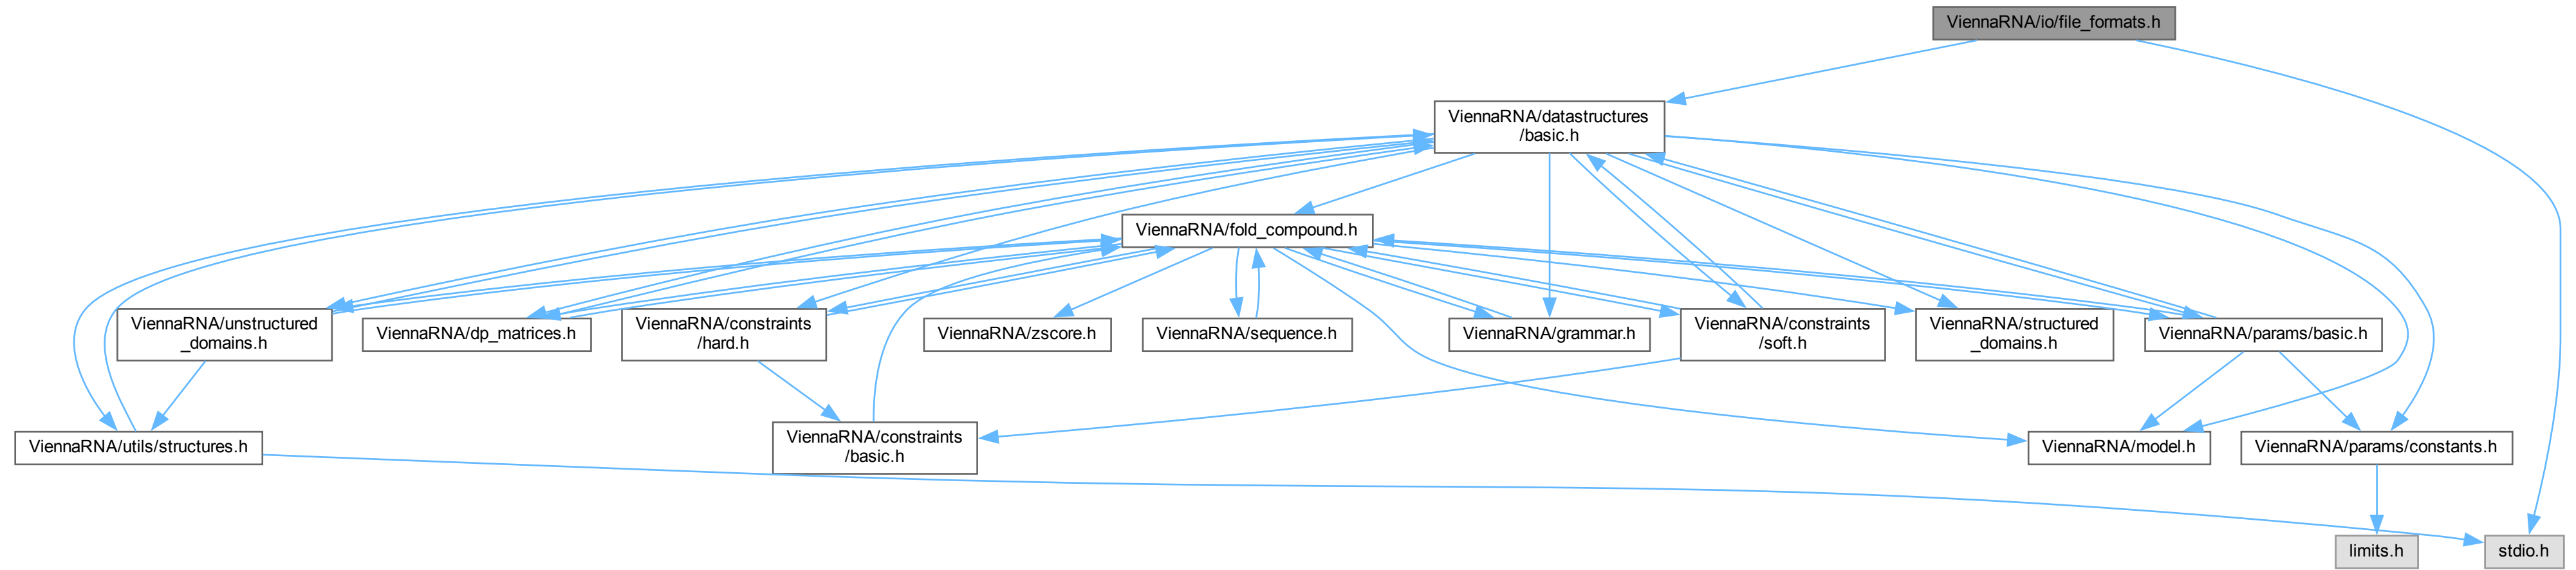 ViennaRNA/io/file_formats.h
ViennaRNA/datastructures
/basic.h
ViennaRNA/fold_compound.h
ViennaRNA/unstructured
_domains.h
ViennaRNA/dp_matrices.h
ViennaRNA/constraints
/hard.h
ViennaRNA/zscore.h
ViennaRNA/sequence.h
ViennaRNA/grammar.h
ViennaRNA/constraints
/soft.h
ViennaRNA/structured
_domains.h
ViennaRNA/params/basic.h
ViennaRNA/utils/structures.h
ViennaRNA/constraints
/basic.h
ViennaRNA/model.h
ViennaRNA/params/constants.h
limits.h
stdio.h